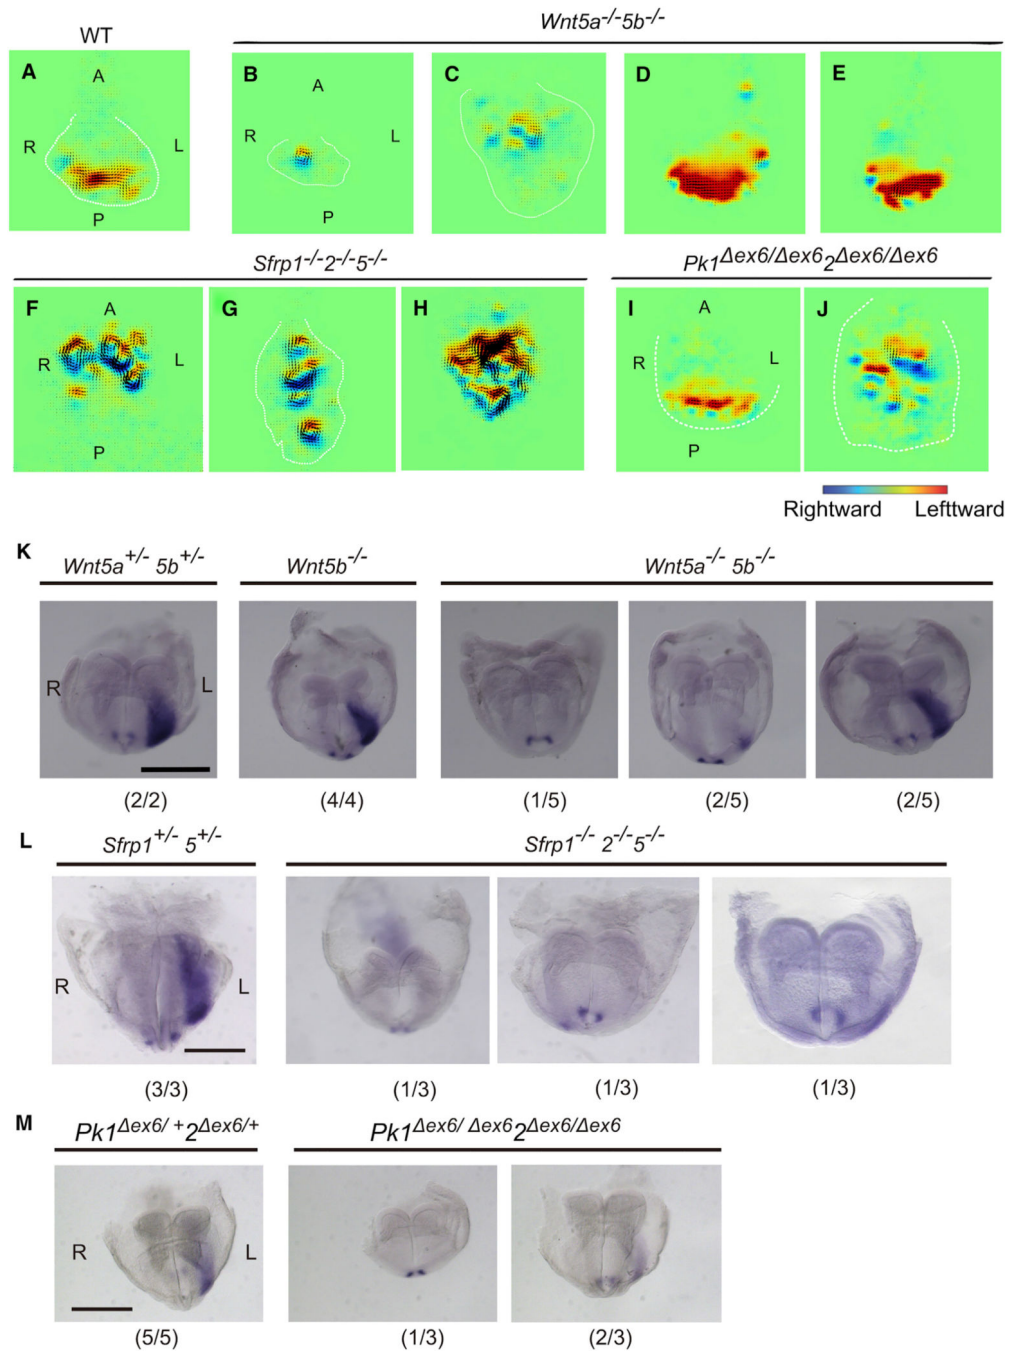 WT
Wnt5a-/-5b-/-
A
A
R
L
P
B
A
R
L
P
C
D
E
Sfrp1-/-2-/-5-/-
Pk1Δex6/Δex62Δex6/Δex6
F
A
R
L
P
G
H
I
A
R
L
P
J
Rightward Lefttward
K
Wnt5a+/- 5b+/-
Wnt5b-/-
Wnt5a-/- 5b-/-
R
L
(2/2)
(4/4)
(1/5)
(2/5)
(2/5)
L
Sfrp1+/- 5+/-
Sfrp1-/- 2-/-5-/-
R
L
(3/3)
(1/3)
(1/3)
(1/3)
M
Pk1Δex6/ +2Δex6/+
Pk1Δex6/ Δex62Δex6/Δex6
R
L
(5/5)
(1/3)
(2/3)